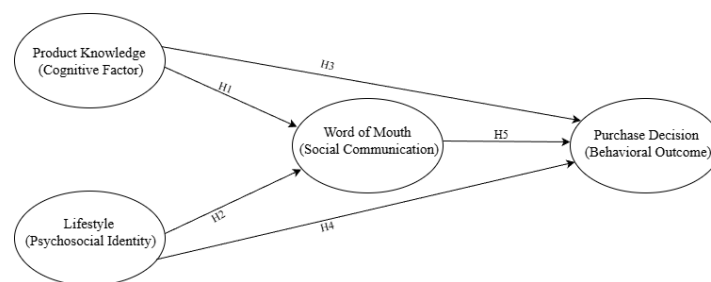 Product Knowledge
(Cognitive Factor)
H3
H1
Word of Mouth
(Social Communication)
H5
Purchase Decision
(Behavioral Outcome)
Lifestyle
(Psychosocial Identity)
H2
H4